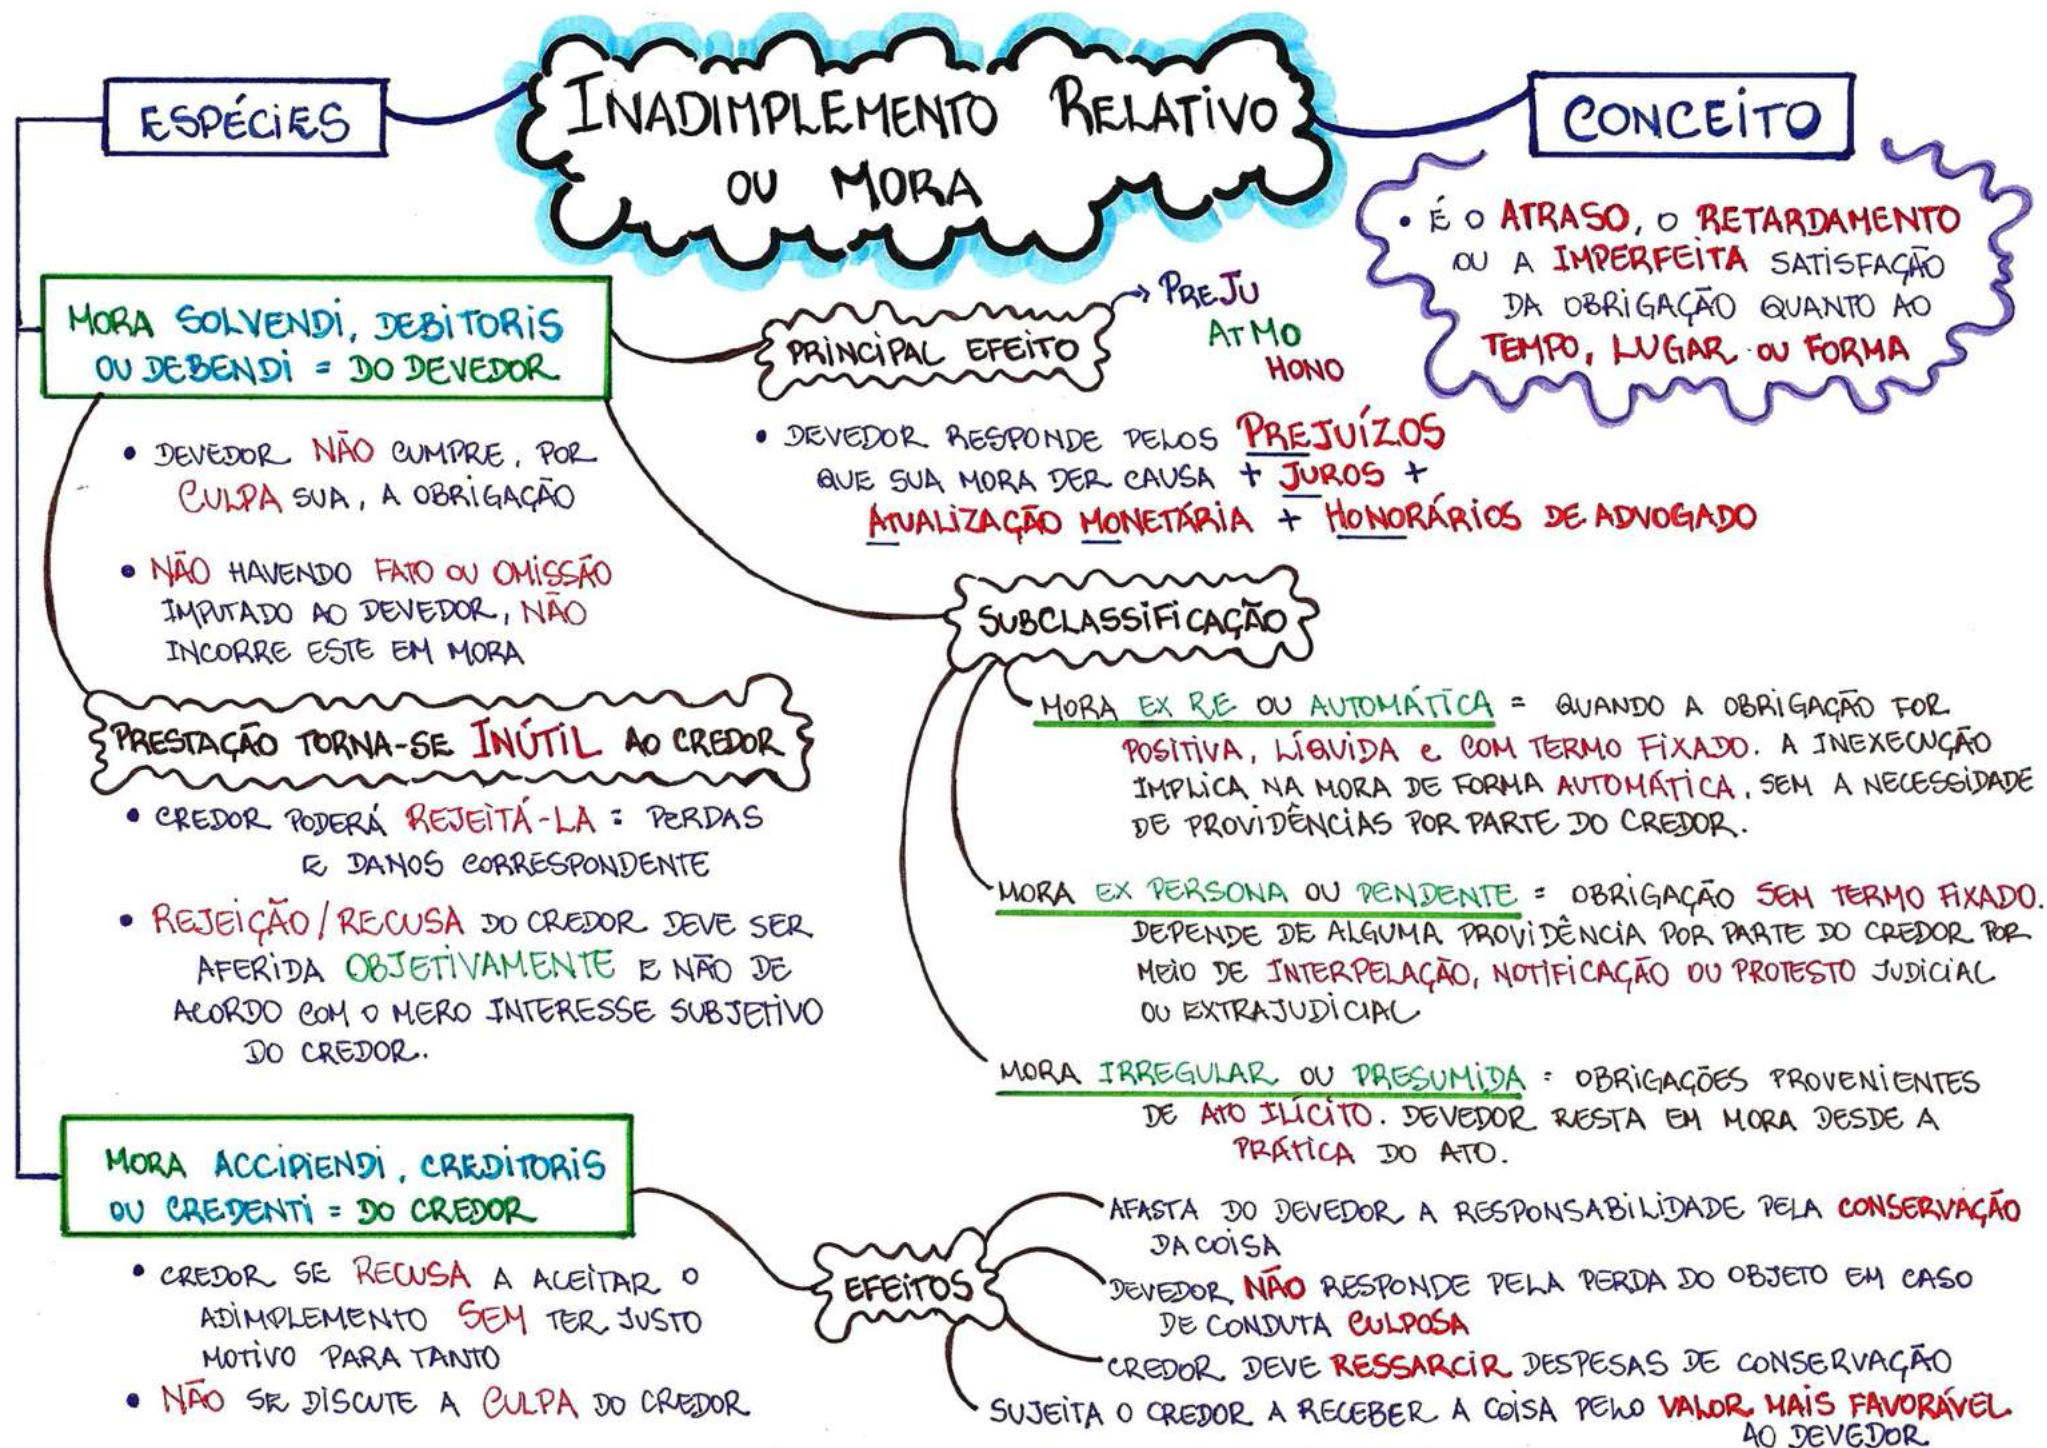 INADIMPLEMENTO RELATIVO
OU MORA
CONCEITO
• É O ATRASO, O RETARDAMENTO
OU A IMPERFEITA SATISFAÇÃO
DA OBRIGAÇÃO QUANTO AO
TEMPO, LUGAR OU FORMA
ESPÉCIES
MORA SOLVENDI, DEBITORIS
OU DEBENDI = DO DEVEDOR
• DEVEDOR NÃO CUMPRE, POR
CULPA SUA, A OBRIGAÇÃO
• NÃO HAVENDO FATO OU OMISSÃO
IMPUTADO AO DEVEDOR, NÃO
INCORRE ESTE EM MORA
PRESTAÇÃO TORNA-SE INÚTIL AO CREDOR
• CREDOR PODERÁ REJEITÁ-LA : PERDAS
E DANOS CORRESPONDENTE
• REJEIÇÃO/RECUSA DO CREDOR DEVE SER
AFERIDA OBJETIVAMENTE E NÃO DE
ACORDO COM O MERO INTERESSE SUBJETIVO
DO CREDOR.
PRINCIPAL EFEITO
PREJU
ATMO
HONO
• DEVEDOR RESPONDE PELOS PREJUÍZOS
QUE SUA MORA DER CAUSA + JUROS +
ATUALIZAÇÃO MONETÁRIA + HONORÁRIOS DE ADVOGADO
SUBCLASSIFICAÇÃO
MORA EX RE OU AUTOMÁTICA = QUANDO A OBRIGAÇÃO FOR
POSITIVA, LÍQUIDA e COM TERMO FIXADO. A INEXECUÇÃO
IMPLICA NA MORA DE FORMA AUTOMÁTICA, SEM A NECESSIDADE
DE PROVIDÊNCIAS POR PARTE DO CREDOR.
MORA EX PERSONA OU PENDENTE = OBRIGAÇÃO SEM TERMO FIXADO.
DEPENDE DE ALGUMA PROVIDÊNCIA POR PARTE DO CREDOR POR
MEIO DE INTERPELAÇÃO, NOTIFICAÇÃO OU PROTESTO JUDICIAL
OU EXTRAJUDICIAL
MORA IRREGULAR OU PRESUMIDA : OBRIGAÇÕES PROVENIENTES
DE ATO ILÍCITO. DEVEDOR RESTA EM MORA DESDE A
PRÁTICA DO ATO.
MORA ACCIPIENDI, CREDITORIS
OU CREDENTI = DO CREDOR
• CREDOR SE RECUSA A ACEITAR O
ADIMPLEMENTO SEM TER JUSTO
MOTIVO PARA TANTO
• NÃO SE DISCUTE A CULPA DO CREDOR
EFEITOS
AFASTA DO DEVEDOR A RESPONSABILIDADE PELA CONSERVAÇÃO
DA COISA
DEVEDOR NÃO RESPONDE PELA PERDA DO OBJETO EM CASO
DE CONDUTA CULPOSA
CREDOR DEVE RESSARCIR DESPESAS DE CONSERVAÇÃO
SUJEITA O CREDOR A RECEBER A COISA PELO VALOR MAIS FAVORÁVEL
AO DEVEDOR